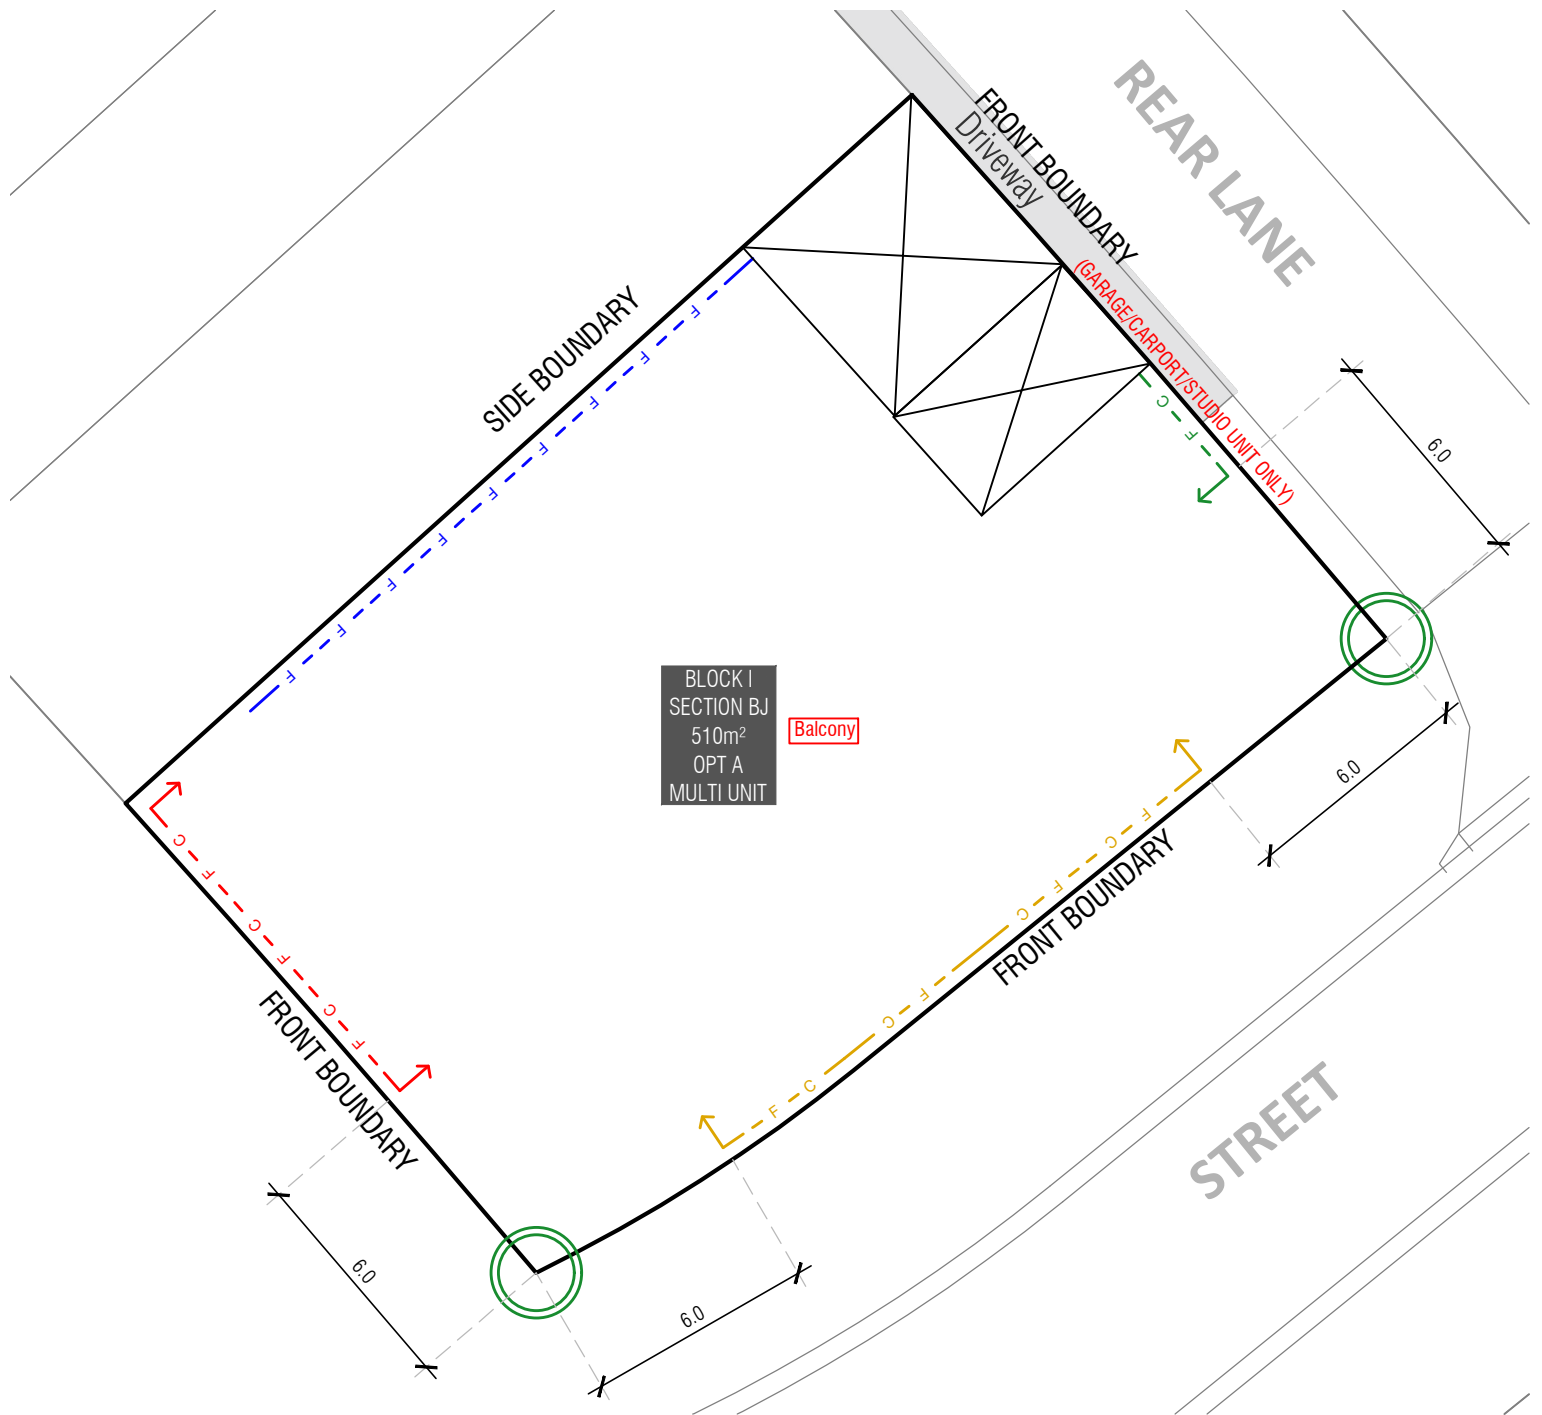 REAR LANE
FRONT BOUNDARY
Driveway
(GARAGE/CARPORT/STUDIO UNIT ONLY)
SIDE BOUNDARY
F
F
F
F
F
F
F
F
F
C
F
6.0
BLOCK I
SECTION BJ
510m²
OPT A
MULTI UNIT
Balcony
6.0
C
F
C
F
C
F
F
C
F
C
F
C
C
F
FRONT BOUNDARY
FRONT BOUNDARY
STREET
6.0
6.0